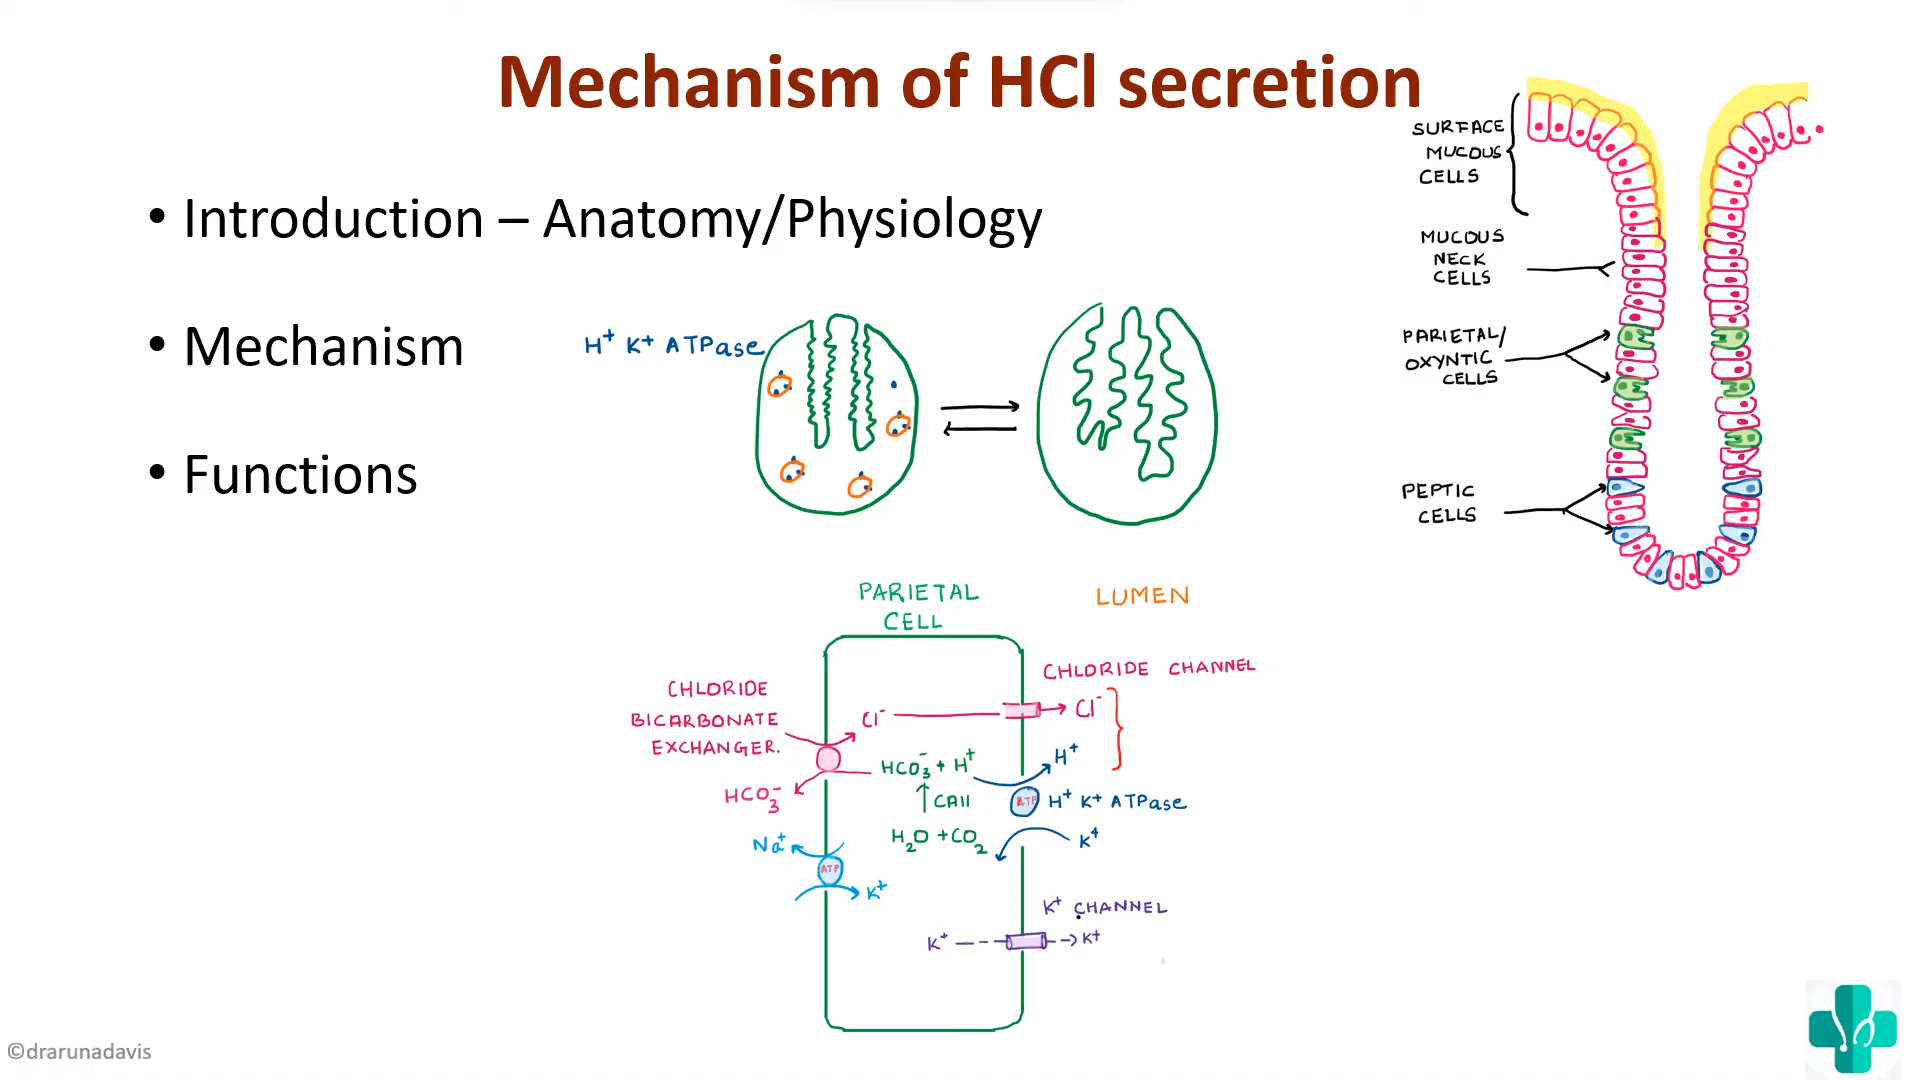 Mechanism of HCl secretion
• Introduction – Anatomy/Physiology
• Mechanism
• Functions
H⁺ K⁺ ATPase
SURFACE
MUCOUS
CELLS
MUCOUS
NECK
CELLS
PARIETAL/
OXYNTIC
CELLS
PEPTIC
CELLS
PARIETAL
CELL
LUMEN
CHLORIDE
BICARBONATE
EXCHANGER.
CHLORIDE CHANNEL
Cl⁻
Cl⁻
HCO₃⁻ + H⁺
H⁺
HCO₃⁻
↑ CAII
ATP
H⁺ K⁺ ATPase
H₂O + CO₂
K⁺
Na⁺
ATP
K⁺
K⁺ CHANNEL
K⁺
K⁺
©drarunadavis